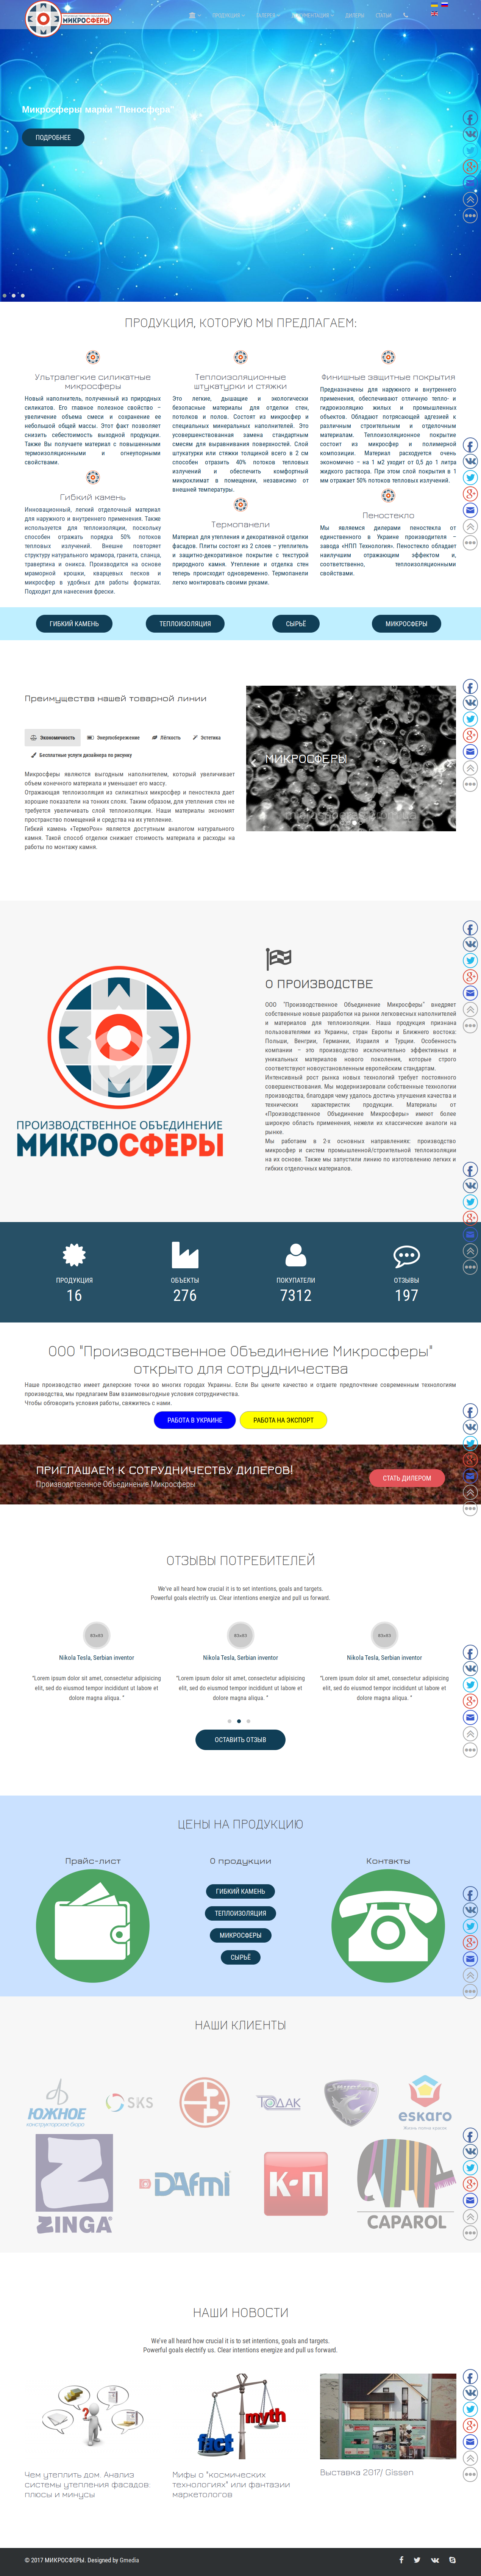 МИКРОСФЕРЫ
ПРОДУКЦИЯ
ГАЛЕРЕЯ
ДОКУМЕНТАЦИЯ
ДИЛЕРЫ
СТАТЬИ
Микросферы марки "Пеносфера"
ПОДРОБНЕЕ
ПРОДУКЦИЯ, КОТОРУЮ МЫ ПРЕДЛАГАЕМ:
Ультралегкие силикатные
микросферы
Новый наполнитель, полученный из природных
силикатов. Его главное полезное свойство –
увеличение объема смеси и сохранение ее
небольшой общей массы. Этот факт позволяет
снизить себестоимость выходной продукции.
Также Вы получаете материал с повышенными
термоизоляционными и огнеупорными
свойствами.
Гибкий камень
Инновационный, легкий отделочный материал
для наружного и внутреннего применения. Также
используется для теплоизоляции, поскольку
способен отражать порядка 50% потоков
тепловых излучений. Внешне повторяет
структуру натурального мрамора, гранита, сланца,
травертина и оникса. Производится на основе
мраморной крошки, кварцевых песков и
микросфер в удобных для работы форматах.
Подходит для нанесения фрески.
Теплоизоляционные
штукатурки и стяжки
Это легкие, дышащие и экологически
безопасные материалы для отделки стен,
потолков и полов. Состоят из микросфер и
специальных минеральных наполнителей. Это
усовершенствованная замена стандартным
смесям для выравнивания поверхностей. Слой
штукатурки или стяжки толщиной всего в 2 см
способен отразить 40% потоков тепловых
излучений и обеспечить комфортный
микроклимат в помещении, независимо от
внешней температуры.
Термопанели
Материал для утепления и декоративной отделки
фасадов. Плиты состоят из 2 слоев – утеплитель
и защитно-декоративное покрытие с текстурой
природного камня. Утепление и отделка стен
теперь происходит одновременно. Термопанели
легко монтировать своими руками.
Финишные защитные покрытия
Предназначены для наружного и внутреннего
применения, обеспечивают отличную тепло- и
гидроизоляцию жилых и промышленных
объектов. Обладают потрясающей адгезией к
различным строительным и отделочным
материалам. Теплоизоляционное покрытие
состоит из микросфер и полимерной
композиции. Материал расходуется очень
экономично – на 1 м2 уходит от 0,5 до 1 литра
жидкого раствора. При этом слой покрытия в 1
мм отражает 50% потоков тепловых излучений.
Пеностекло
Мы являемся дилерами пеностекла от
единственного в Украине производителя –
завода «НПП Технология». Пеностекло обладает
наилучшим отражающим эффектом и,
соответственно, теплоизоляционными
свойствами.
ГИБКИЙ КАМЕНЬ
ТЕПЛОИЗОЛЯЦИЯ
СЫРЬЁ
МИКРОСФЕРЫ
Преимущества нашей товарной линии
Экономичность
Энергосбережение
Лёгкость
Эстетика
Бесплатные услуги дизайнера по рисунку
Микросферы являются выгодным наполнителем, который увеличивает
объем конечного материала и уменьшает его массу.
Отражающая теплоизоляция из силикатных микросфер и пеностекла дает
хорошие показатели на тонких слоях. Таким образом, для утепления стен не
требуется увеличивать слой теплоизоляции. Наши материалы экономят
пространство помещений и средства на их утепление.
Гибкий камень «ТермоРок» является доступным аналогом натурального
камня. Такой способ отделки снижает стоимость материала и расходы на
работы по монтажу камня.
МИКРОСФЕРЫ
ПРОИЗВОДСТВЕННОЕ ОБЪЕДИНЕНИЕ
МИКРОСФЕРЫ
О ПРОИЗВОДСТВЕ
ООО "Производственное Объединение Микросферы" внедряет
собственные новые разработки на рынки легковесных наполнителей
и материалов для теплоизоляции. Наша продукция признана
пользователями из Украины, стран Европы и Ближнего востока:
Польши, Венгрии, Германии, Израиля и Турции. Особенность
компании – это производство исключительно эффективных и
уникальных материалов нового поколения, которые строго
соответствуют новоустановленным европейским стандартам.
Интенсивный рост рынка новых технологий требует постоянного
совершенствования. Мы модернизировали собственные технологии
производства, благодаря чему удалось достичь улучшения качества и
технических характеристик продукции. Материалы от
«Производственное Объединение Микросферы» имеют более
широкую область применения, нежели их классические аналоги на
рынке.
Мы работаем в 2-х основных направлениях: производство
микросфер и систем промышленной/строительной теплоизоляции
на их основе. Также мы запустили линию по изготовлению легких и
гибких отделочных материалов.
ПРОДУКЦИЯ
16
ОБЪЕКТЫ
276
ПОКУПАТЕЛИ
7312
ОТЗЫВЫ
197
ООО "Производственное Объединение Микросферы"
открыто для сотрудничества
Наше производство имеет дилерские точки во многих городах Украины. Если Вы цените качество и отдаете предпочтение современным утепленным технологиям
производства, мы предлагаем Вам взаимовыгодные условия сотрудничества.
Чтобы обговорить условия работы, свяжитесь с нами.
РАБОТА В УКРАИНЕ
РАБОТА НА ЭКСПОРТ
ПРИГЛАШАЕМ К СОТРУДНИЧЕСТВУ ДИЛЕРОВ!
Производственное Объединение Микросферы
СТАТЬ ДИЛЕРОМ
ОТЗЫВЫ ПОТРЕБИТЕЛЕЙ
We've all heard how crucial it is to set intentions, goals and targets.
Powerful goals electrify us. Clear intentions energize and pull us forward.
Nikola Tesla, Serbian inventor
"Lorem ipsum dolor sit amet, consectetur adipisicing
elit, sed do eiusmod tempor incididunt ut labore et
dolore magna aliqua. "
Nikola Tesla, Serbian inventor
"Lorem ipsum dolor sit amet, consectetur adipisicing
elit, sed do eiusmod tempor incididunt ut labore et
dolore magna aliqua. "
Nikola Tesla, Serbian inventor
"Lorem ipsum dolor sit amet, consectetur adipisicing
elit, sed do eiusmod tempor incididunt ut labore et
dolore magna aliqua. "
ОСТАВИТЬ ОТЗЫВ
ЦЕНЫ НА ПРОДУКЦИЮ
Прайс-лист
О продукции
ГИБКИЙ КАМЕНЬ
ТЕПЛОИЗОЛЯЦИЯ
МИКРОСФЕРЫ
СЫРЬЁ
Контакты
НАШИ КЛИЕНТЫ
ЮЖНОЕ
конструкторское бюро
SKS
ТОДАК
eskaro
ZINGA
DAfmi
К-П
CAPAROL
НАШИ НОВОСТИ
We've all heard how crucial it is to set intentions, goals and targets.
Powerful goals electrify us. Clear intentions energize and pull us forward.
fact
myth
Чем утеплить дом. Анализ
системы утепления фасадов:
плюсы и минусы
Мифы о "космических
технологиях" или фантазии
маркетологов
Выставка 2017/ Gissen
© 2017 МИКРОСФЕРЫ. Designed by Gmedia